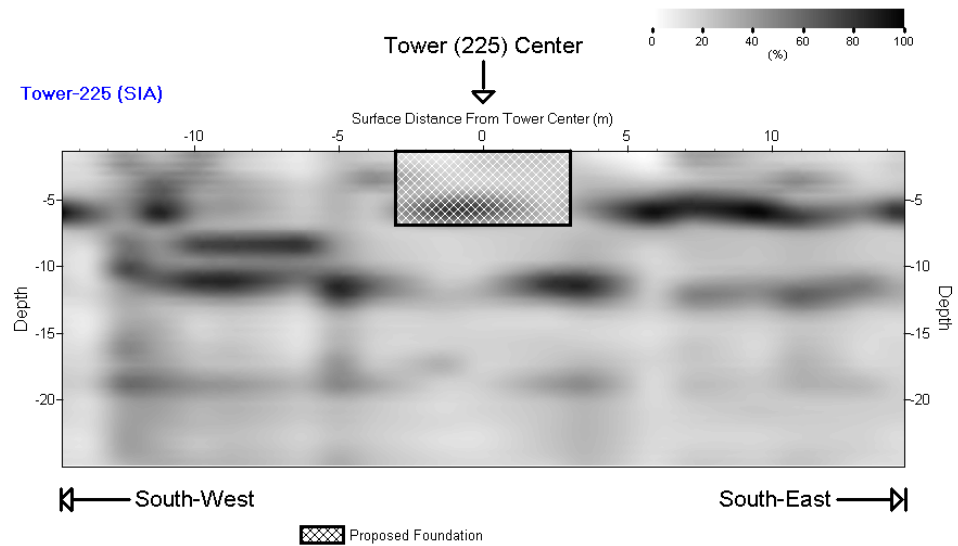 0 20 40 60 80 100
(%)
Tower (225) Center
Tower-225 (SIA)
Surface Distance From Tower Center (m)
-10 -5 0 5 10
-5 -5
-10 -10
Depth Depth
-15 -15
-20 -20
South-West South-East
Proposed Foundation